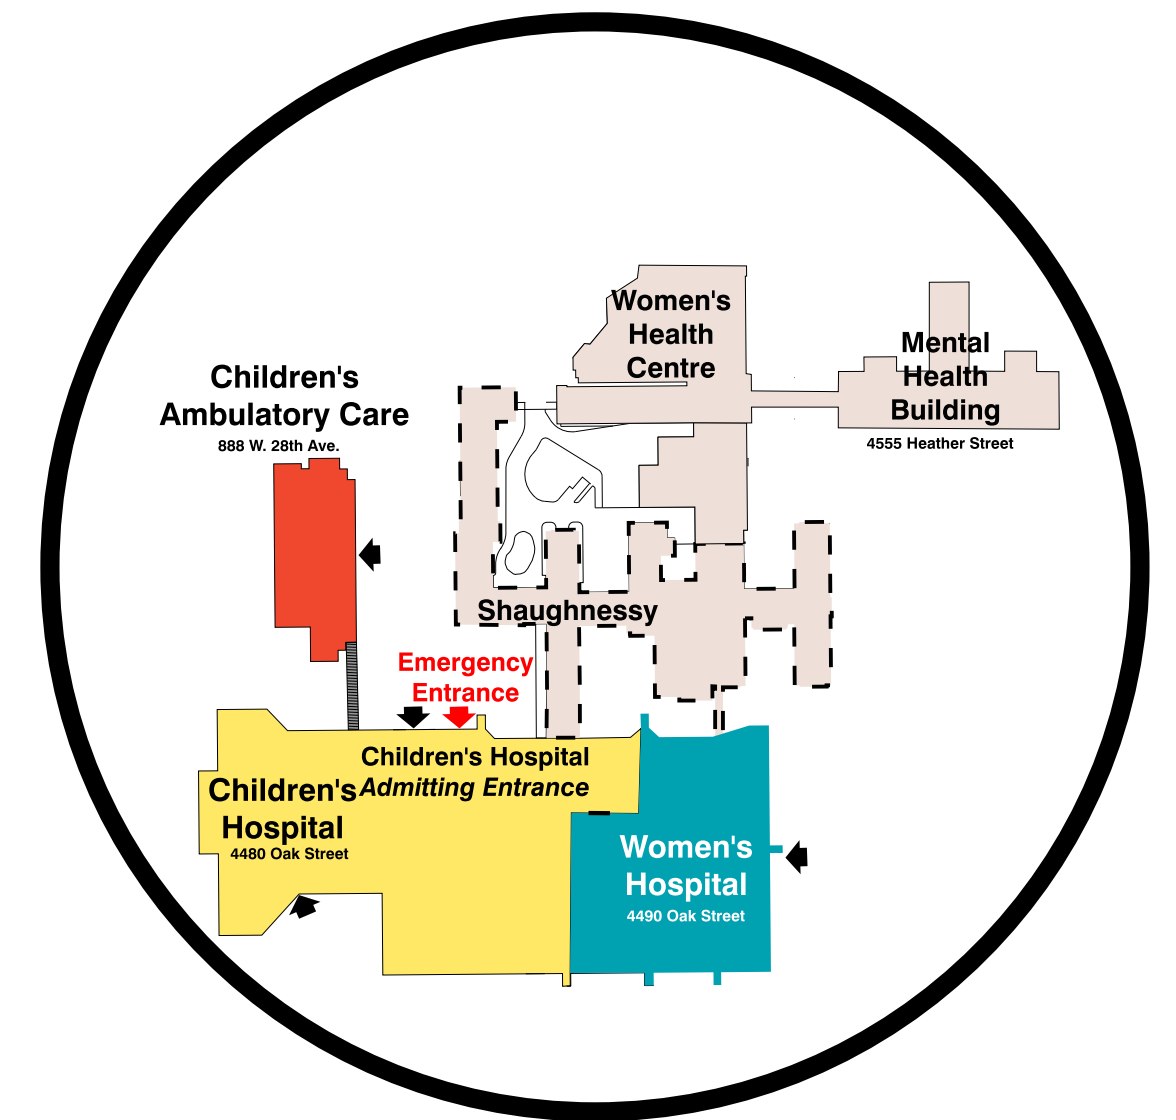 Women's
Health
Centre
Mental
Health
Building
4555 Heather Street
Children's
Ambulatory Care
888 W. 28th Ave.
Shaughnessy
Emergency
Entrance
Children's Hospital
Admitting Entrance
Children's
Hospital
4480 Oak Street
Women's
Hospital
4490 Oak Street